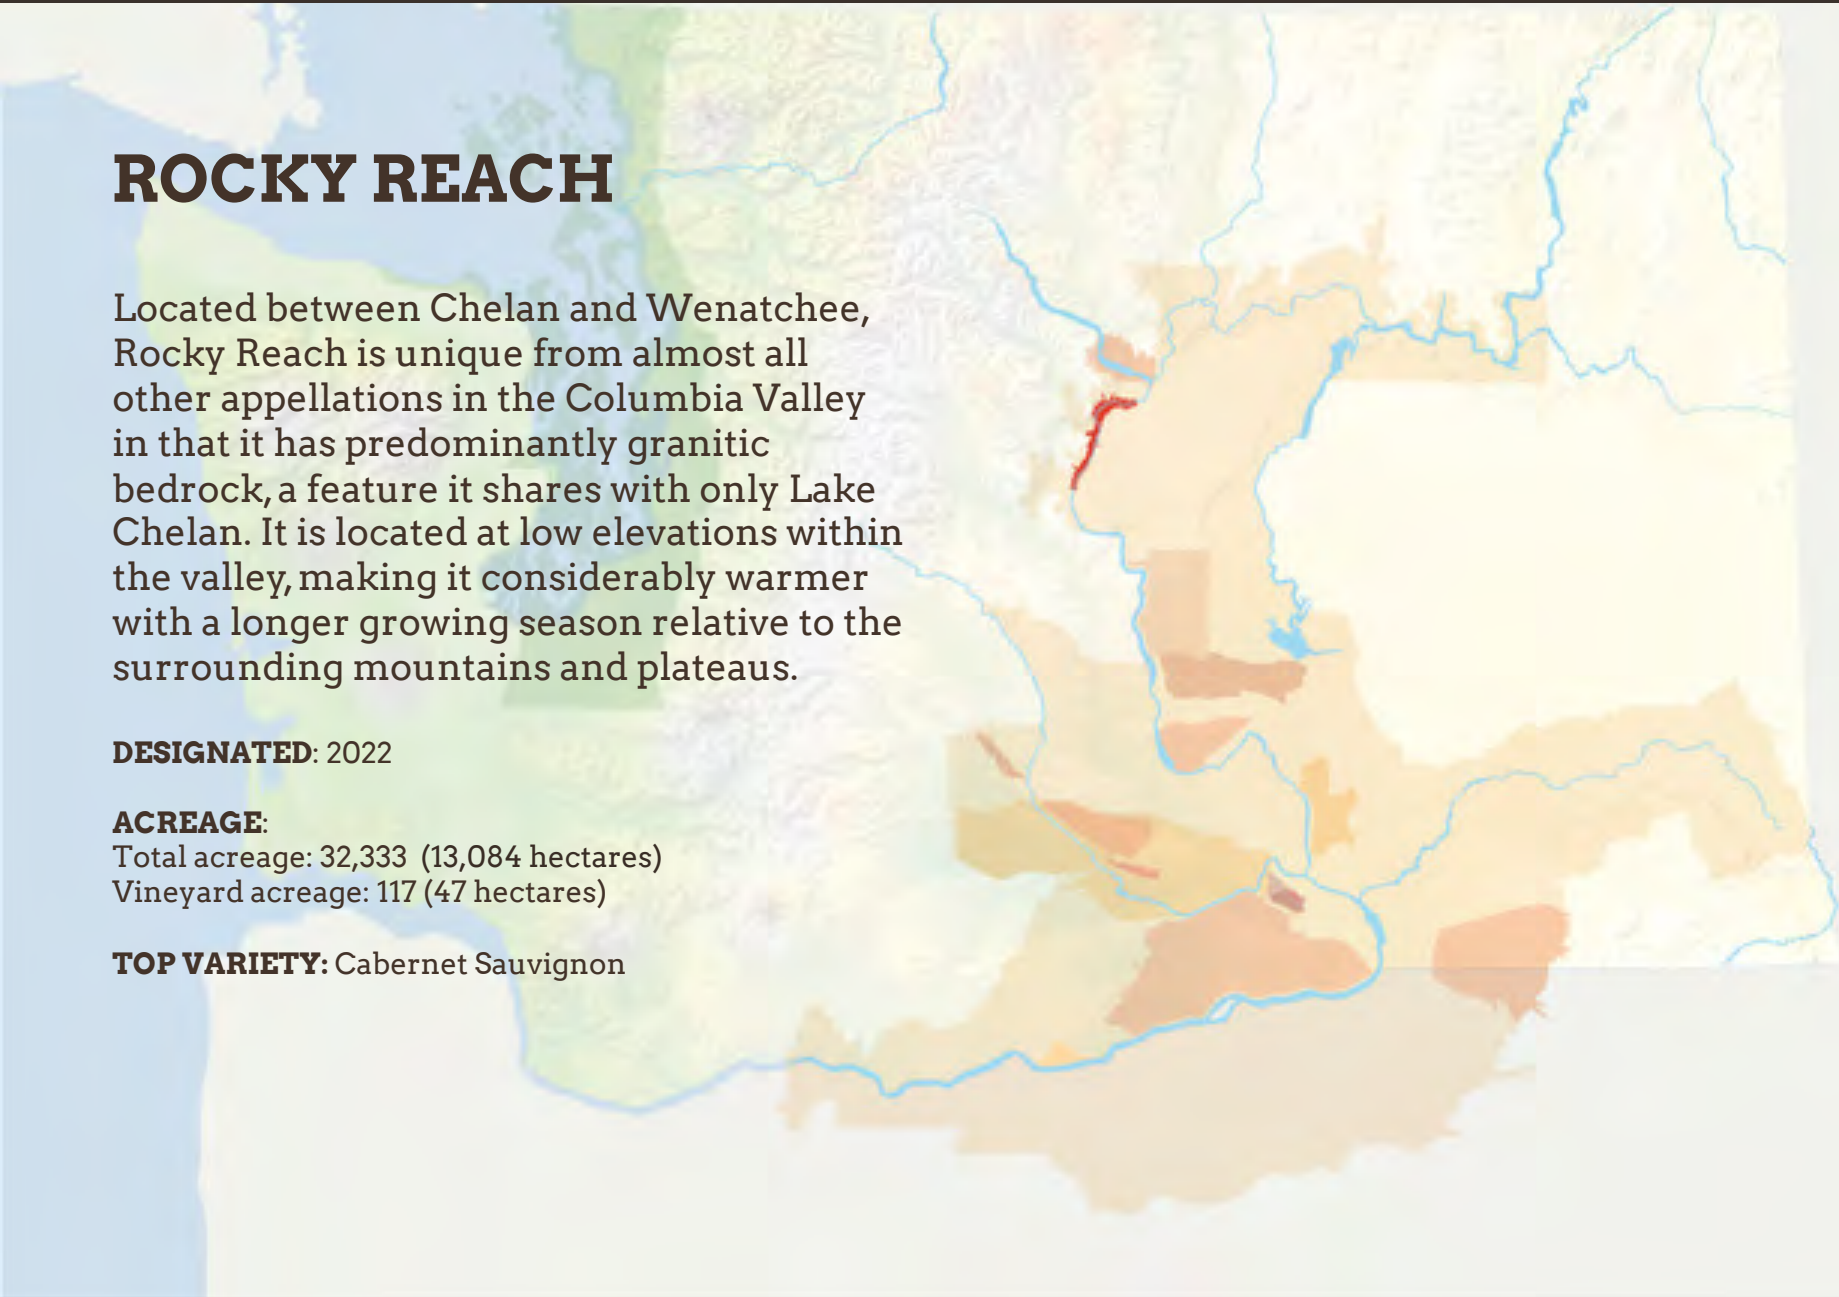 ROCKY REACH
Located between Chelan and Wenatchee,
Rocky Reach is unique from almost all
other appellations in the Columbia Valley
in that it has predominantly granitic
bedrock, a feature it shares with only Lake
Chelan. It is located at low elevations within
the valley, making it considerably warmer
with a longer growing season relative to the
surrounding mountains and plateaus.
DESIGNATED: 2022
ACREAGE:
Total acreage: 32,333 (13,084 hectares)
Vineyard acreage: 117 (47 hectares)
TOP VARIETY: Cabernet Sauvignon